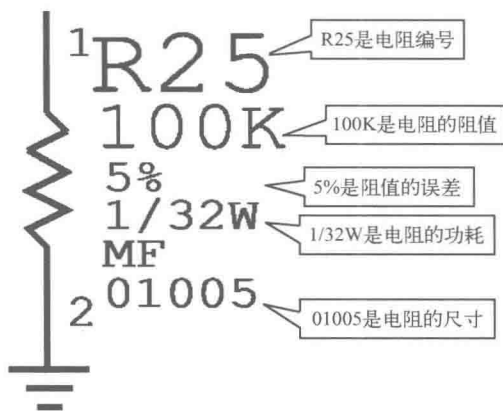 1
R25
R25是电阻编号
100K
100K是电阻的阻值
5%
5%是阻值的误差
1/32W
1/32W是电阻的功耗
MF
2
01005
01005是电阻的尺寸